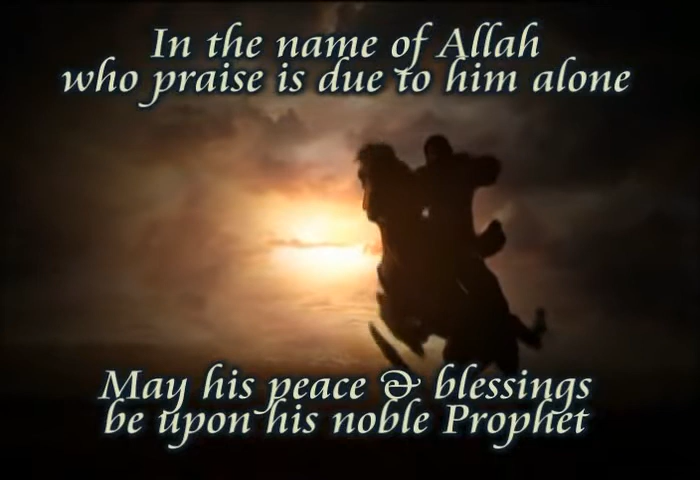 In the name of Allah
who praise is due to him alone
May his peace & blessings
be upon his noble Prophet